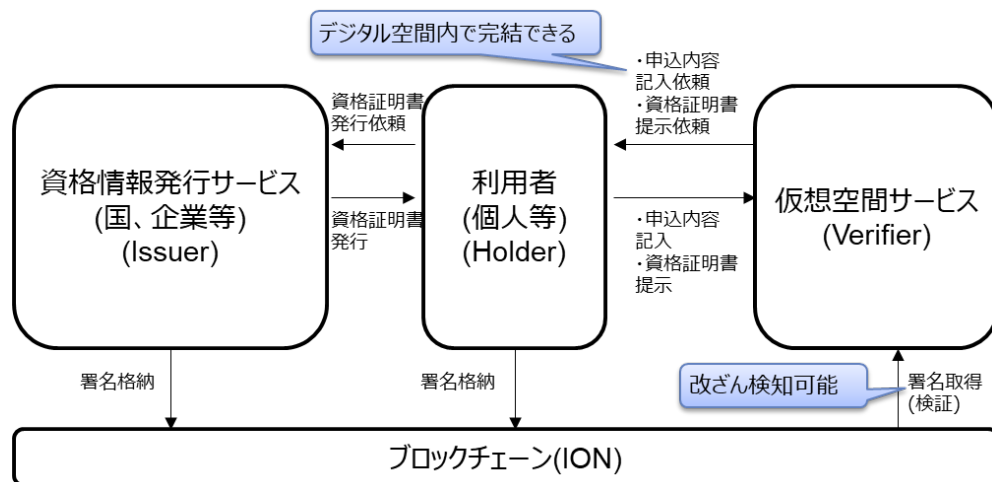 デジタル空間内で完結できる
・申込内容
記入依頼
・資格証明書
提示依頼
資格証明書
発行依頼
資格情報発行サービス
(国、企業等)
(Issuer)
利用者
(個人等)
(Holder)
仮想空間サービス
(Verifier)
資格証明書
発行
・申込内容
記入
・資格証明書
提示
署名格納
署名格納
改ざん検知可能
署名取得
(検証)
ブロックチェーン(ION)